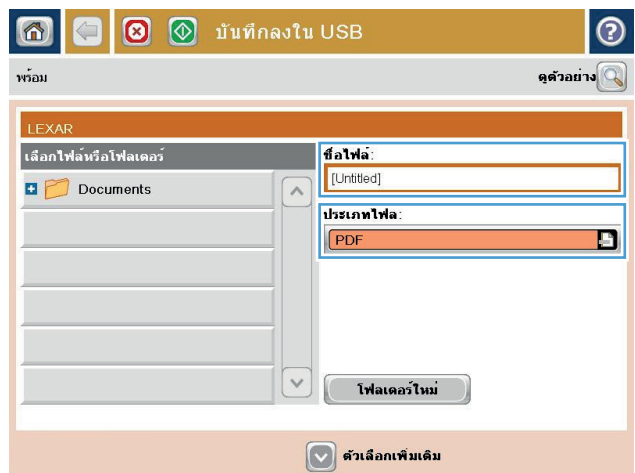 บันทึกลงใน USB
พร้อม
ดูตัวอย่าง
LEXAR
เลือกไฟล์หรือโฟลเดอร์
ชื่อไฟล์:
[Untitled]
Documents
ประเภทไฟล:
PDF
โฟลเดอร์ใหม่
ตัวเลือกเพิ่มเติม